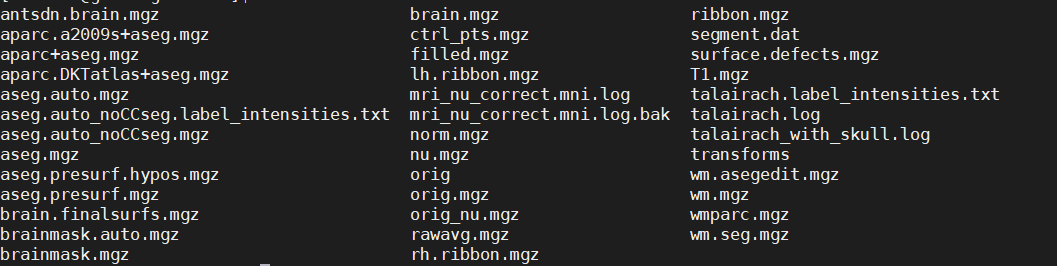 antsdn.brain.mgz brain.mgz ribbon.mgz
aparc.a2009s+aseg.mgz ctrl_pts.mgz segment.dat
aparc+aseg.mgz filled.mgz surface.defects.mgz
aparc.DKTatlas+aseg.mgz lh.ribbon.mgz T1.mgz
aseg.auto.mgz mri_nu_correct.mni.log talairach.label_intensities.txt
aseg.auto_noCCseg.label_intensities.txt mri_nu_correct.mni.log.bak talairach.log
aseg.auto_noCCseg.mgz norm.mgz talairach_with_skull.log
aseg.mgz nu.mgz transforms
aseg.presurf.hypos.mgz orig wm.asegedit.mgz
aseg.presurf.mgz orig.mgz wm.mgz
brain.finalsurfs.mgz orig_nu.mgz wmparc.mgz
brainmask.auto.mgz rawavg.mgz wm.seg.mgz
brainmask.mgz rh.ribbon.mgz